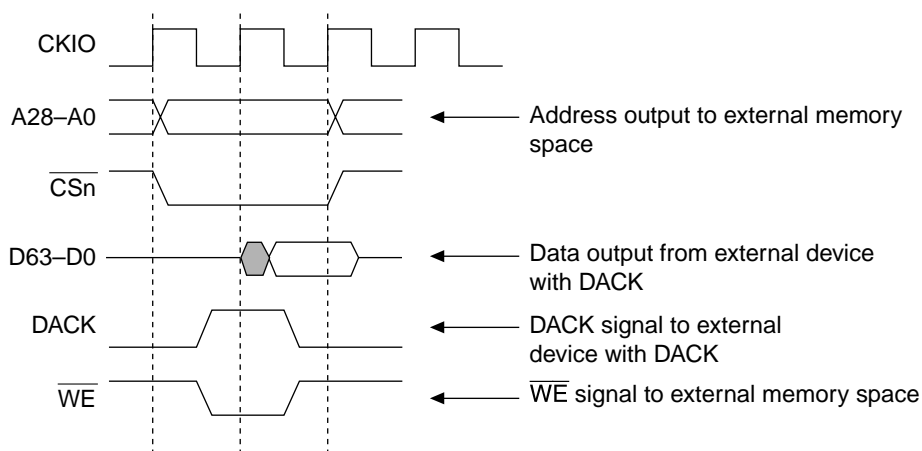 CKIO
A28–A0
Address output to external memory
space
CSn
D63–D0
Data output from external device
with DACK
DACK
DACK signal to external
device with DACK
WE
WE signal to external memory space